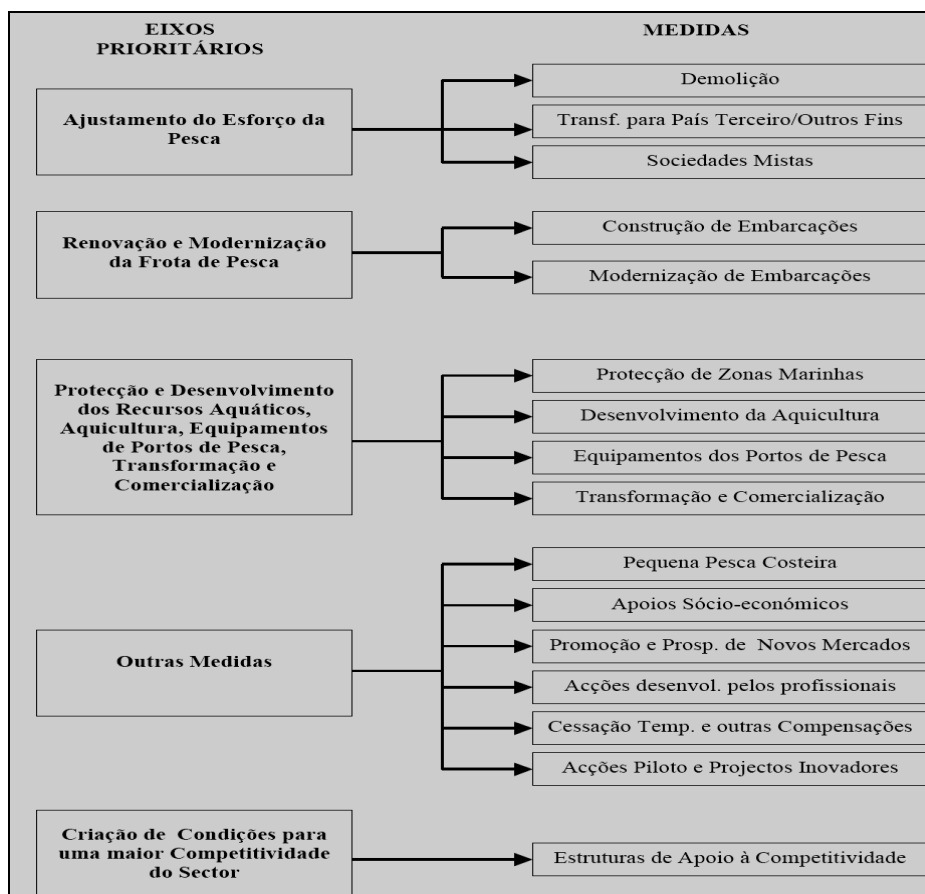 EIXOS
PRIORITÁRIOS
MEDIDAS
Ajustamento do Esforço da
Pesca
Demolição
Transf. para País Terceiro/Outros Fins
Sociedades Mistas
Renovação e Modernização
da Frota de Pesca
Construção de Embarcações
Modernização de Embarcações
Protecção e Desenvolvimento
dos Recursos Aquáticos,
Aquicultura, Equipamentos
de Portos de Pesca,
Transformação e
Comercialização
Protecção de Zonas Marinhas
Desenvolvimento da Aquicultura
Equipamentos dos Portos de Pesca
Transformação e Comercialização
Outras Medidas
Pequena Pesca Costeira
Apoios Sócio-económicos
Promoção e Prosp. de Novos Mercados
Acções desenvol. pelos profissionais
Cessação Temp. e outras Compensações
Acções Piloto e Projectos Inovadores
Criação de Condições para
uma maior Competitividade
do Sector
Estruturas de Apoio à Competitividade